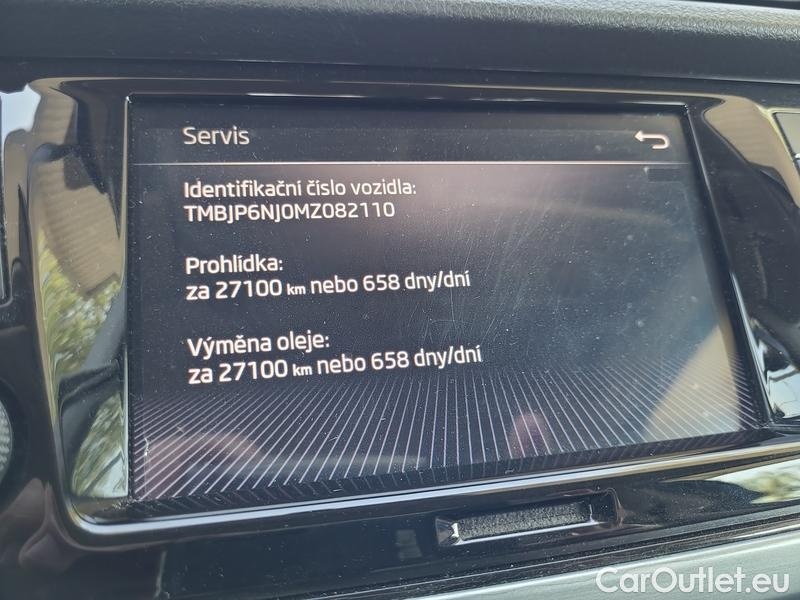 Servis
Identifikační číslo vozidla:
TMBJP6NJ0MZ082110
Prohlídka:
za 27100 km nebo 658 dny/dní
Výměna oleje:
za 27100 km nebo 658 dny/dní
CarOutlet.eu